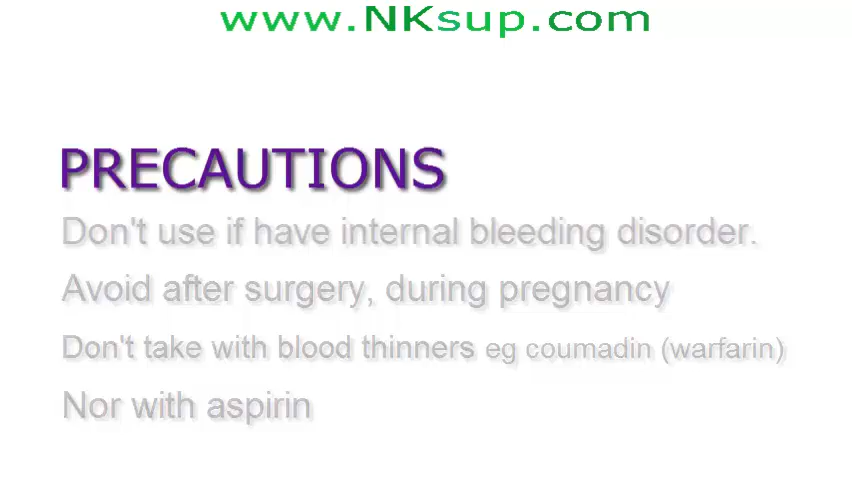 www.NKsup.com
PRECAUTIONS
Don't use if have internal bleeding disorder.
Avoid after surgery, during pregnancy
Don't take with blood thinners eg coumadin (warfarin)
Nor with aspirin